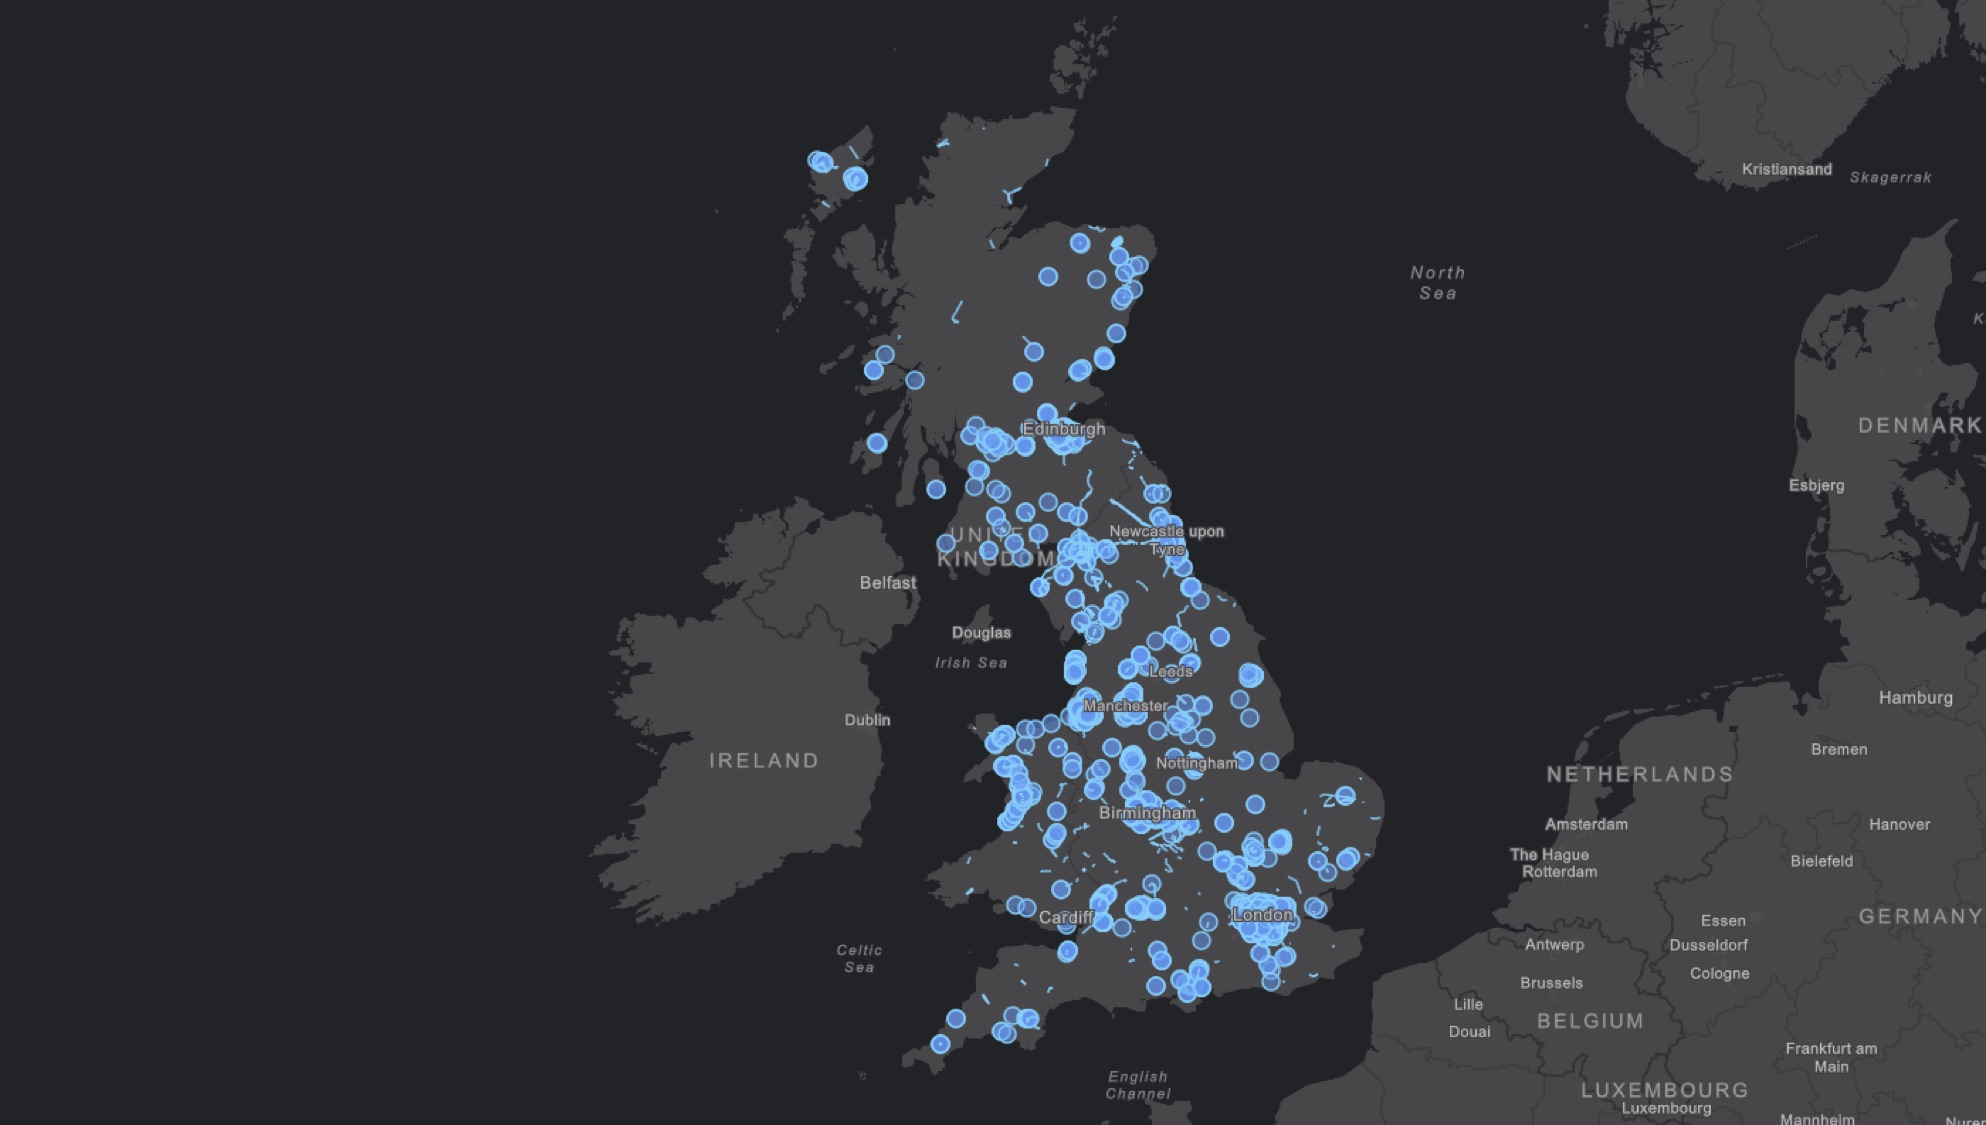 Kristiansand
Skagerrak
North
Sea
K
DENMARK
Edinburgh
Esbjerg
Newcastle upon
Tyne
UNITED
KINGDOM
Belfast
Douglas
Irish Sea
Leeds
Hamburg
Manchester
Dublin
Bremen
IRELAND
Nottingham
NETHERLANDS
Birmingham
Amsterdam
Hanover
The Hague
Rotterdam
Bielefeld
London
Cardiff
Essen
GERMANY
Antwerp
Dusseldorf
Celtic
Sea
Cologne
Brussels
Lille
BELGIUM
Douai
Frankfurt am
Main
English
Channel
LUXEMBOURG
Luxembourg
Mannheim
Nure